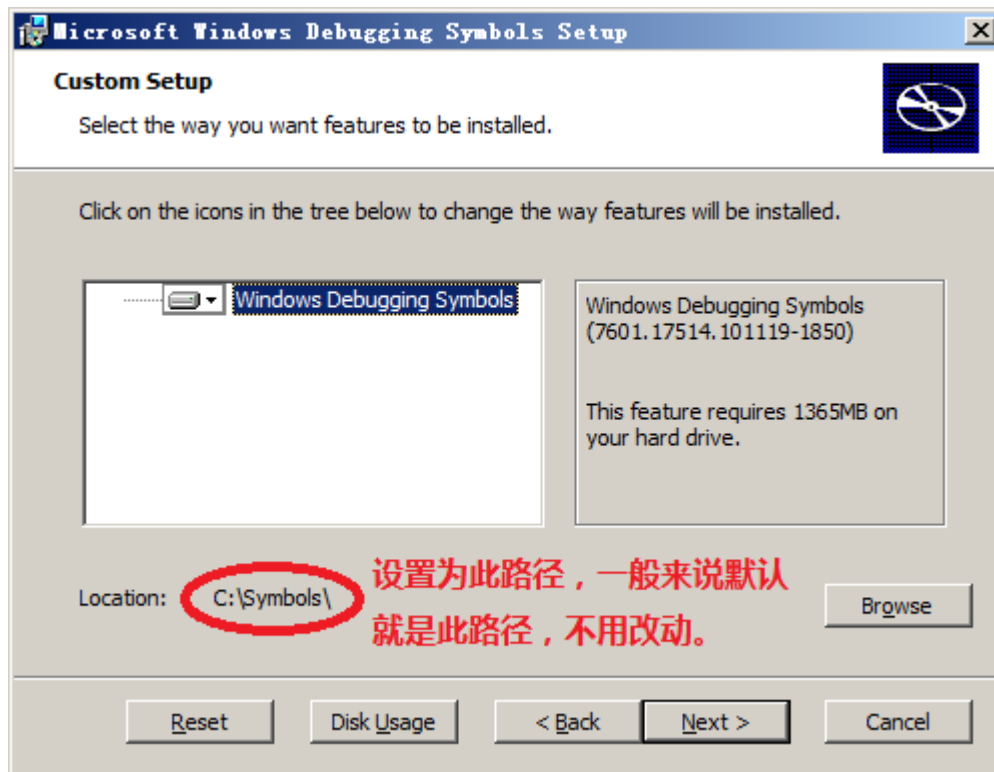 Microsoft Windows Debugging Symbols Setup
Custom Setup
Select the way you want features to be installed.
Click on the icons in the tree below to change the way features will be installed.
Windows Debugging Symbols
Windows Debugging Symbols
(7601.17514.101119-1850)
This feature requires 1365MB on
your hard drive.
Location: C:\Symbols\
设置为此路径，一般来说默认
就是此路径，不用改动。
Browse
Reset Disk Usage < Back Next > Cancel